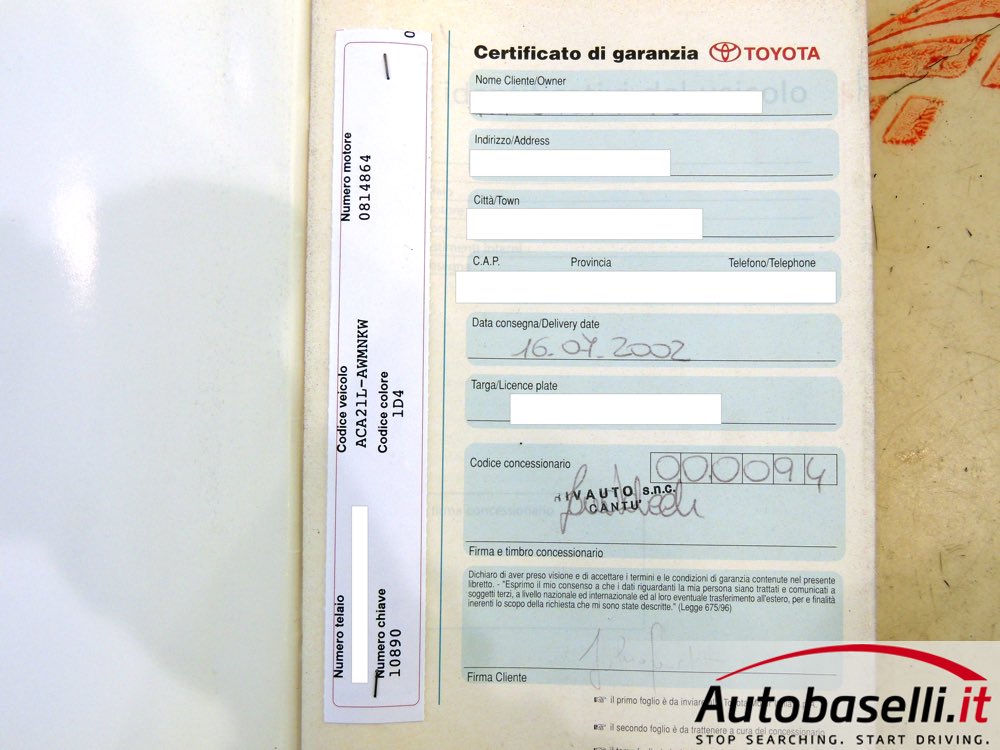 Certificato di garanzia TOYOTA
Nome Cliente/Owner
Indirizzo/Address
Città/Town
C.A.P. Provincia Telefono/Telephone
Data consegna/Delivery date
16.07.2002
Targa/Licence plate
Codice concessionario 000094
RIVAUTO s.n.c.
CANTU'
Firma e timbro concessionario
Dichiaro di aver preso visione e di accettare i termini e le condizioni di garanzia contenute nel presente
libretto. - "Esprimo il mio consenso a che i dati riguardanti la mia persona siano trattati e comunicati a
soggetti terzi, a livello nazionale ed internazionale ed al loro eventuale trasferimento all'estero, per e finalità
inerenti lo scopo della richiesta che mi sono state descritte." (Legge 675/96)
Firma Cliente
il primo foglio è da inviare a Toyota
il secondo foglio è da trattenere a cura del concessionario
Numero motore
0814864
Codice veicolo
ACA21L-AWMNKW
Codice colore
1D4
Numero telaio
Numero chiave
10890
0
Autobaselli.it
STOP SEARCHING. START DRIVING.